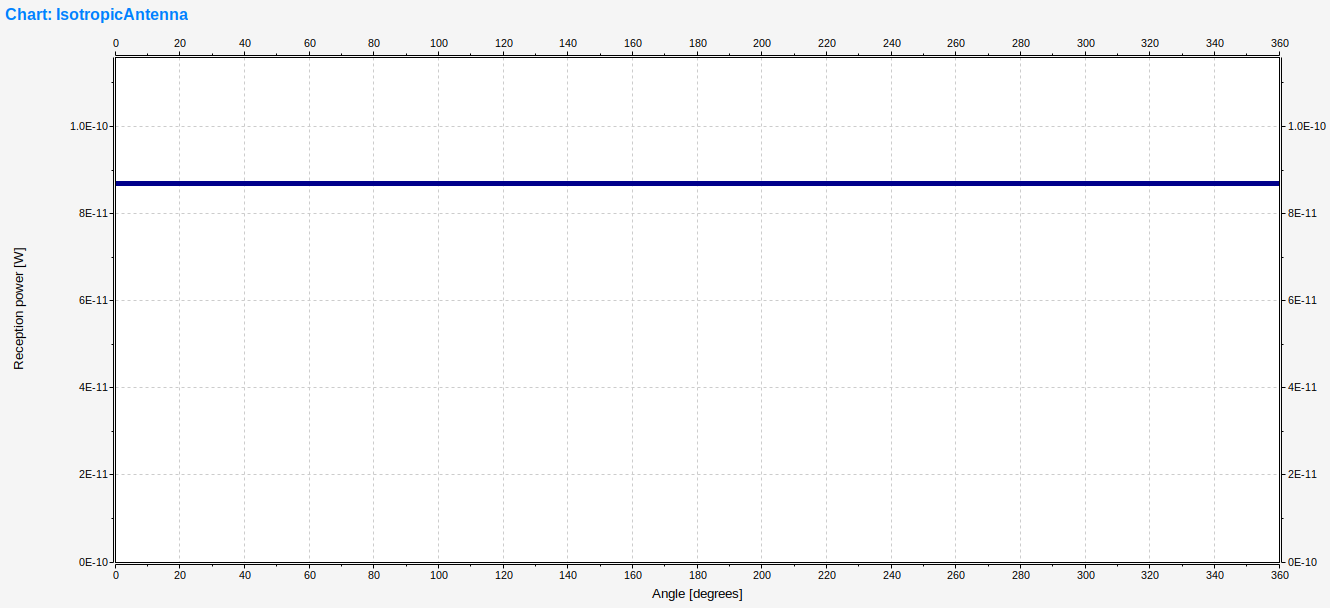 Chart: IsotropicAntenna
0 20 40 60 80 100 120 140 160 180 200 220 240 260 280 300 320 340 360
1.0E-10 1.0E-10
8E-11 8E-11
Reception power [W]
6E-11 6E-11
4E-11 4E-11
2E-11 2E-11
0E-10 0E-10
0 20 40 60 80 100 120 140 160 180 200 220 240 260 280 300 320 340 360
Angle [degrees]